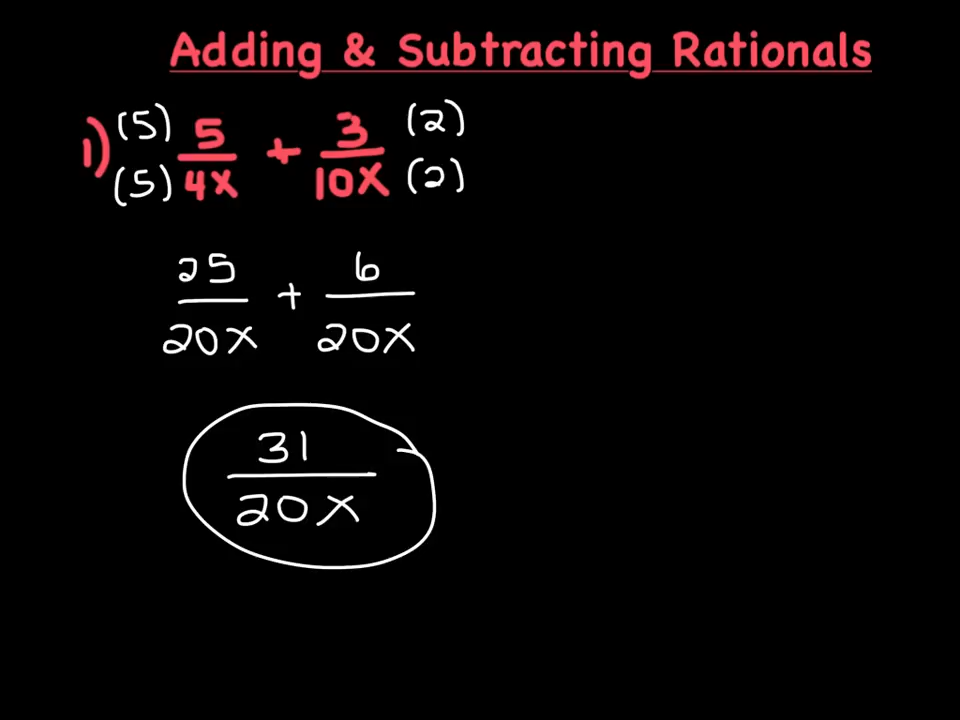 Adding & Subtracting Rationals
1) (5) 5 + 3 (2)
(5) 4x 10x (2)
25 + 6
20x 20x
31
20x